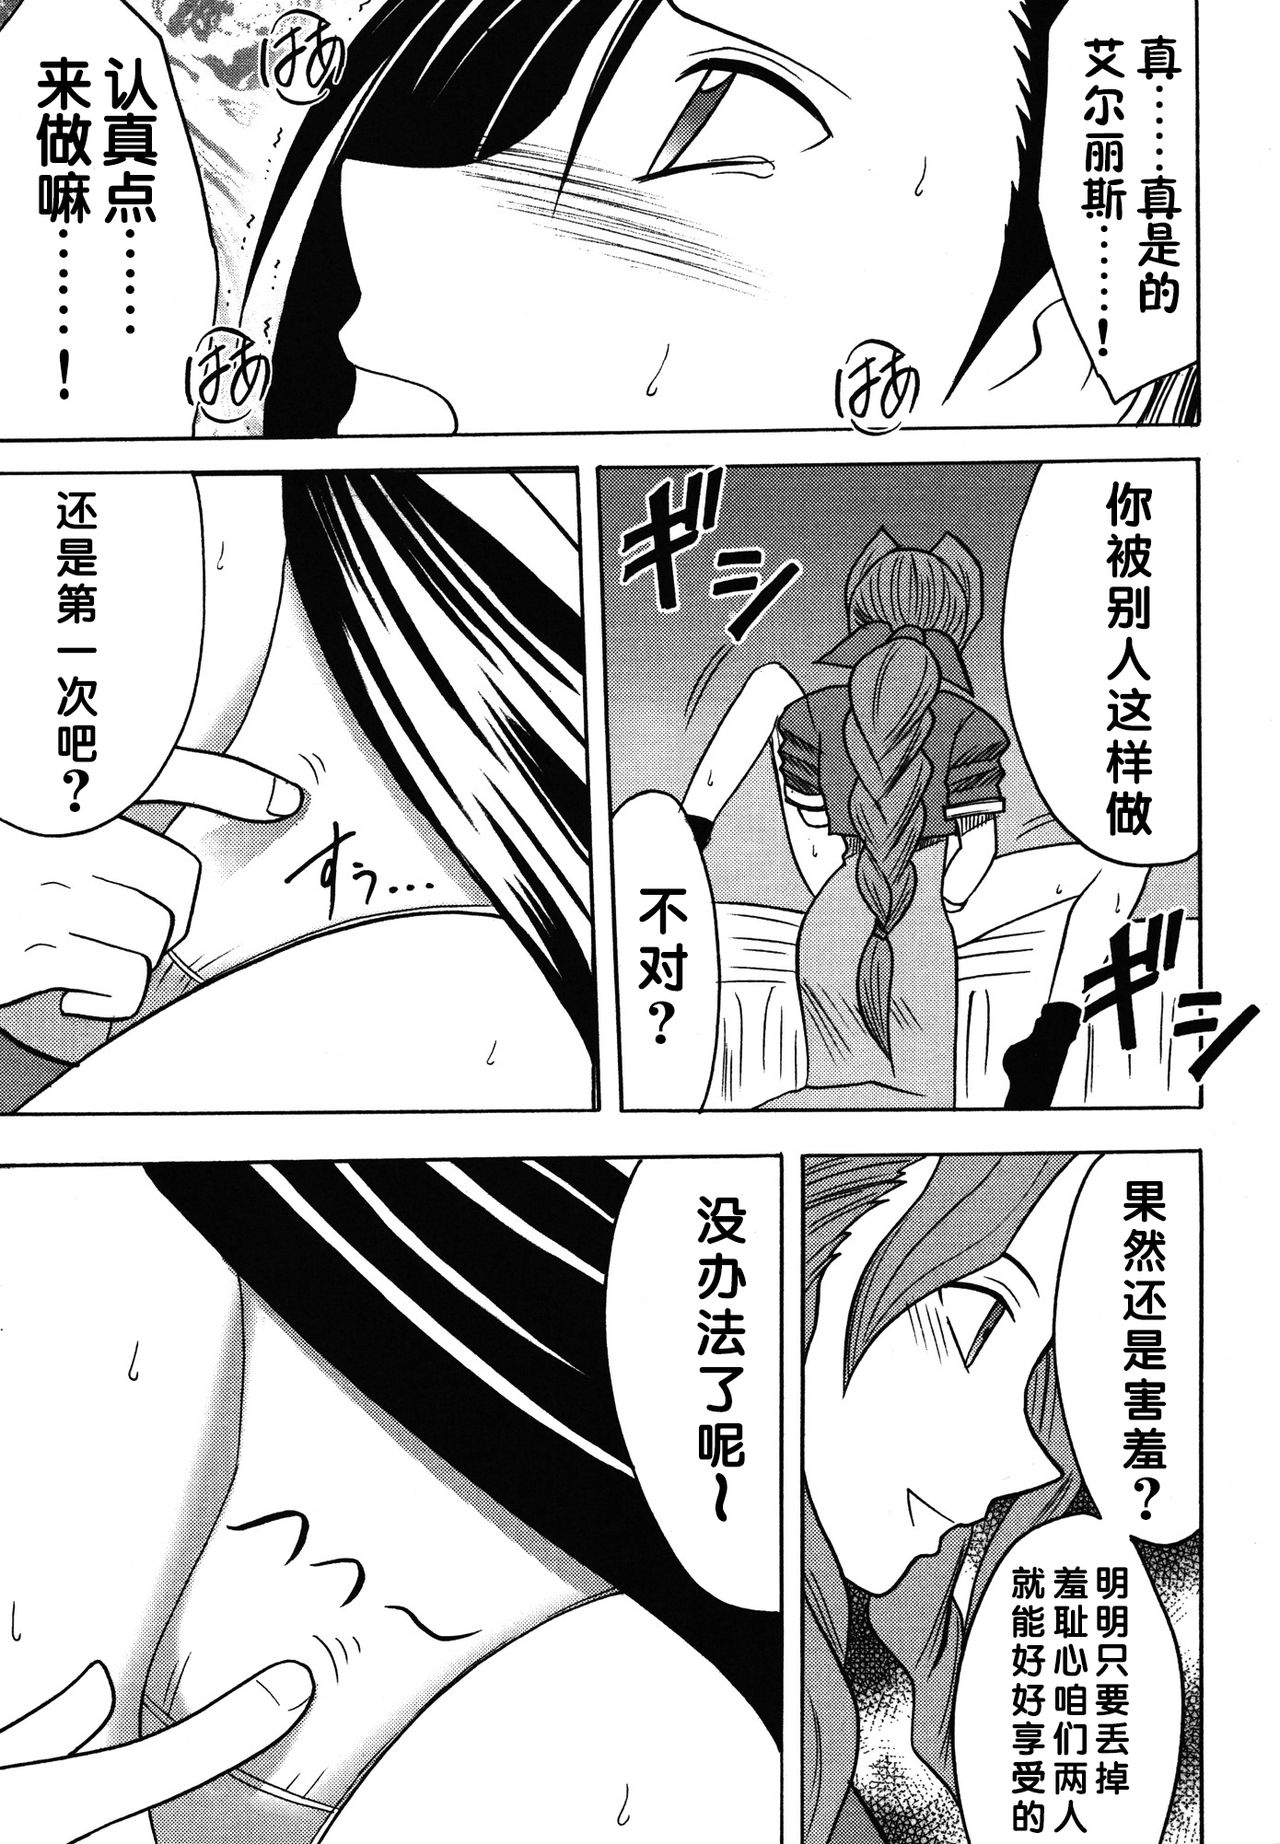 真……真是的
艾尔丽斯………！
はあ
認真点……
来做嘛………！
はあ
はあ
你被别人这样做
ギシ
不对？
ギシ
还是第一次吧？
すぅ…
果然还是害羞？
明明只要丢掉
羞耻心咱们两人
就能好好享受的
没办法了呢～